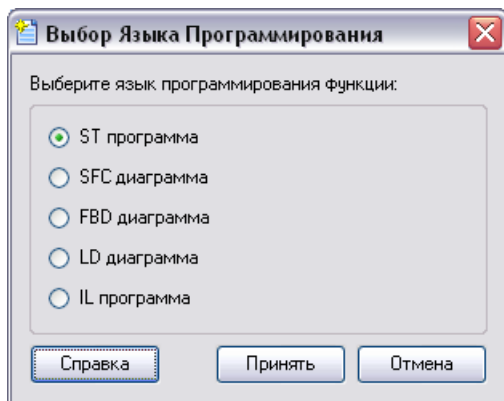 Выбор Языка Программирования
Выберите язык программирования функции:
ST программа
SFC диаграмма
FBD диаграмма
LD диаграмма
IL программа
Справка Принять Отмена